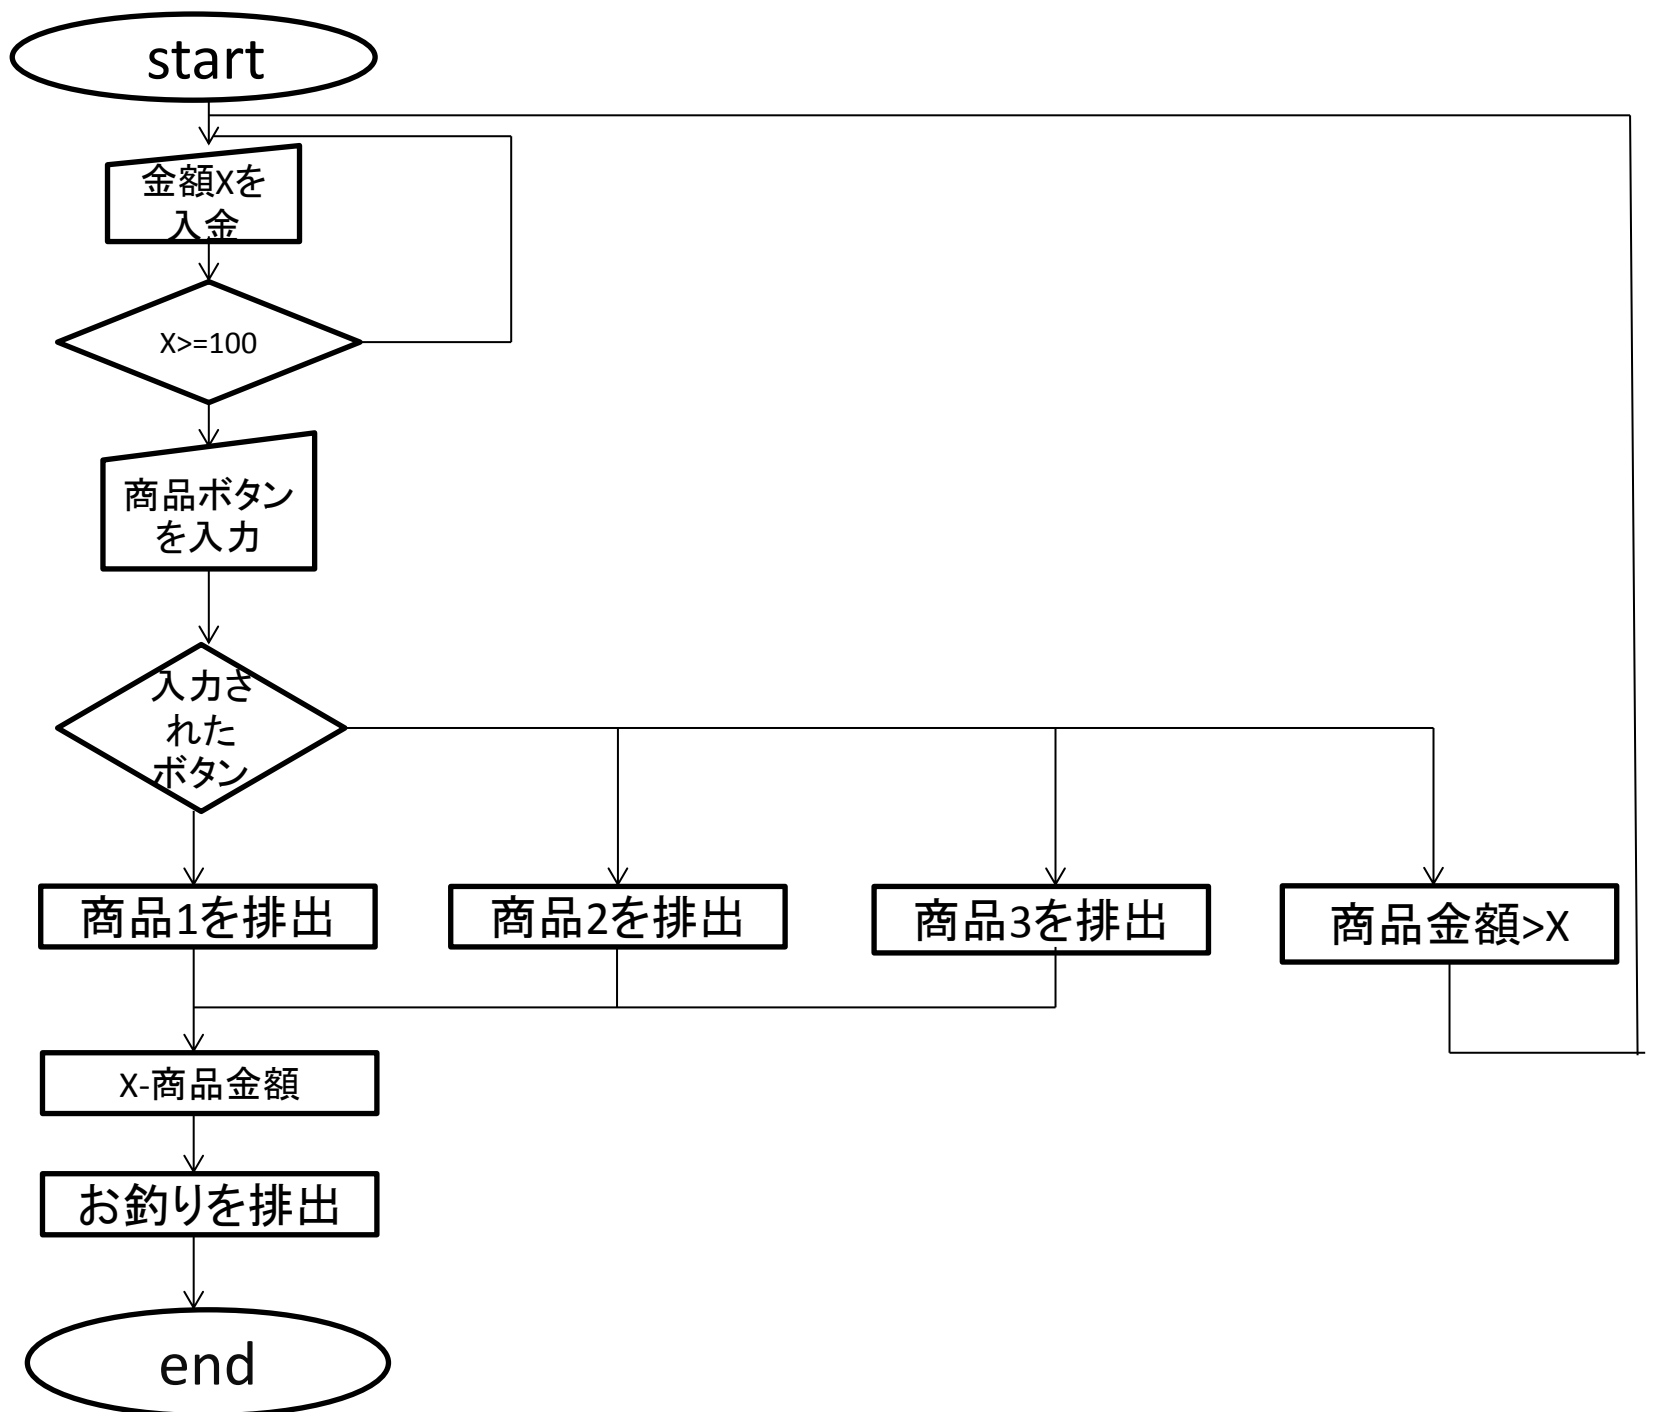 start
金額Xを
入金
X>=100
商品ボタン
を入力
入力さ
れた
ボタン
商品1を排出
商品2を排出
商品3を排出
商品金額>X
X-商品金額
お釣りを排出
end